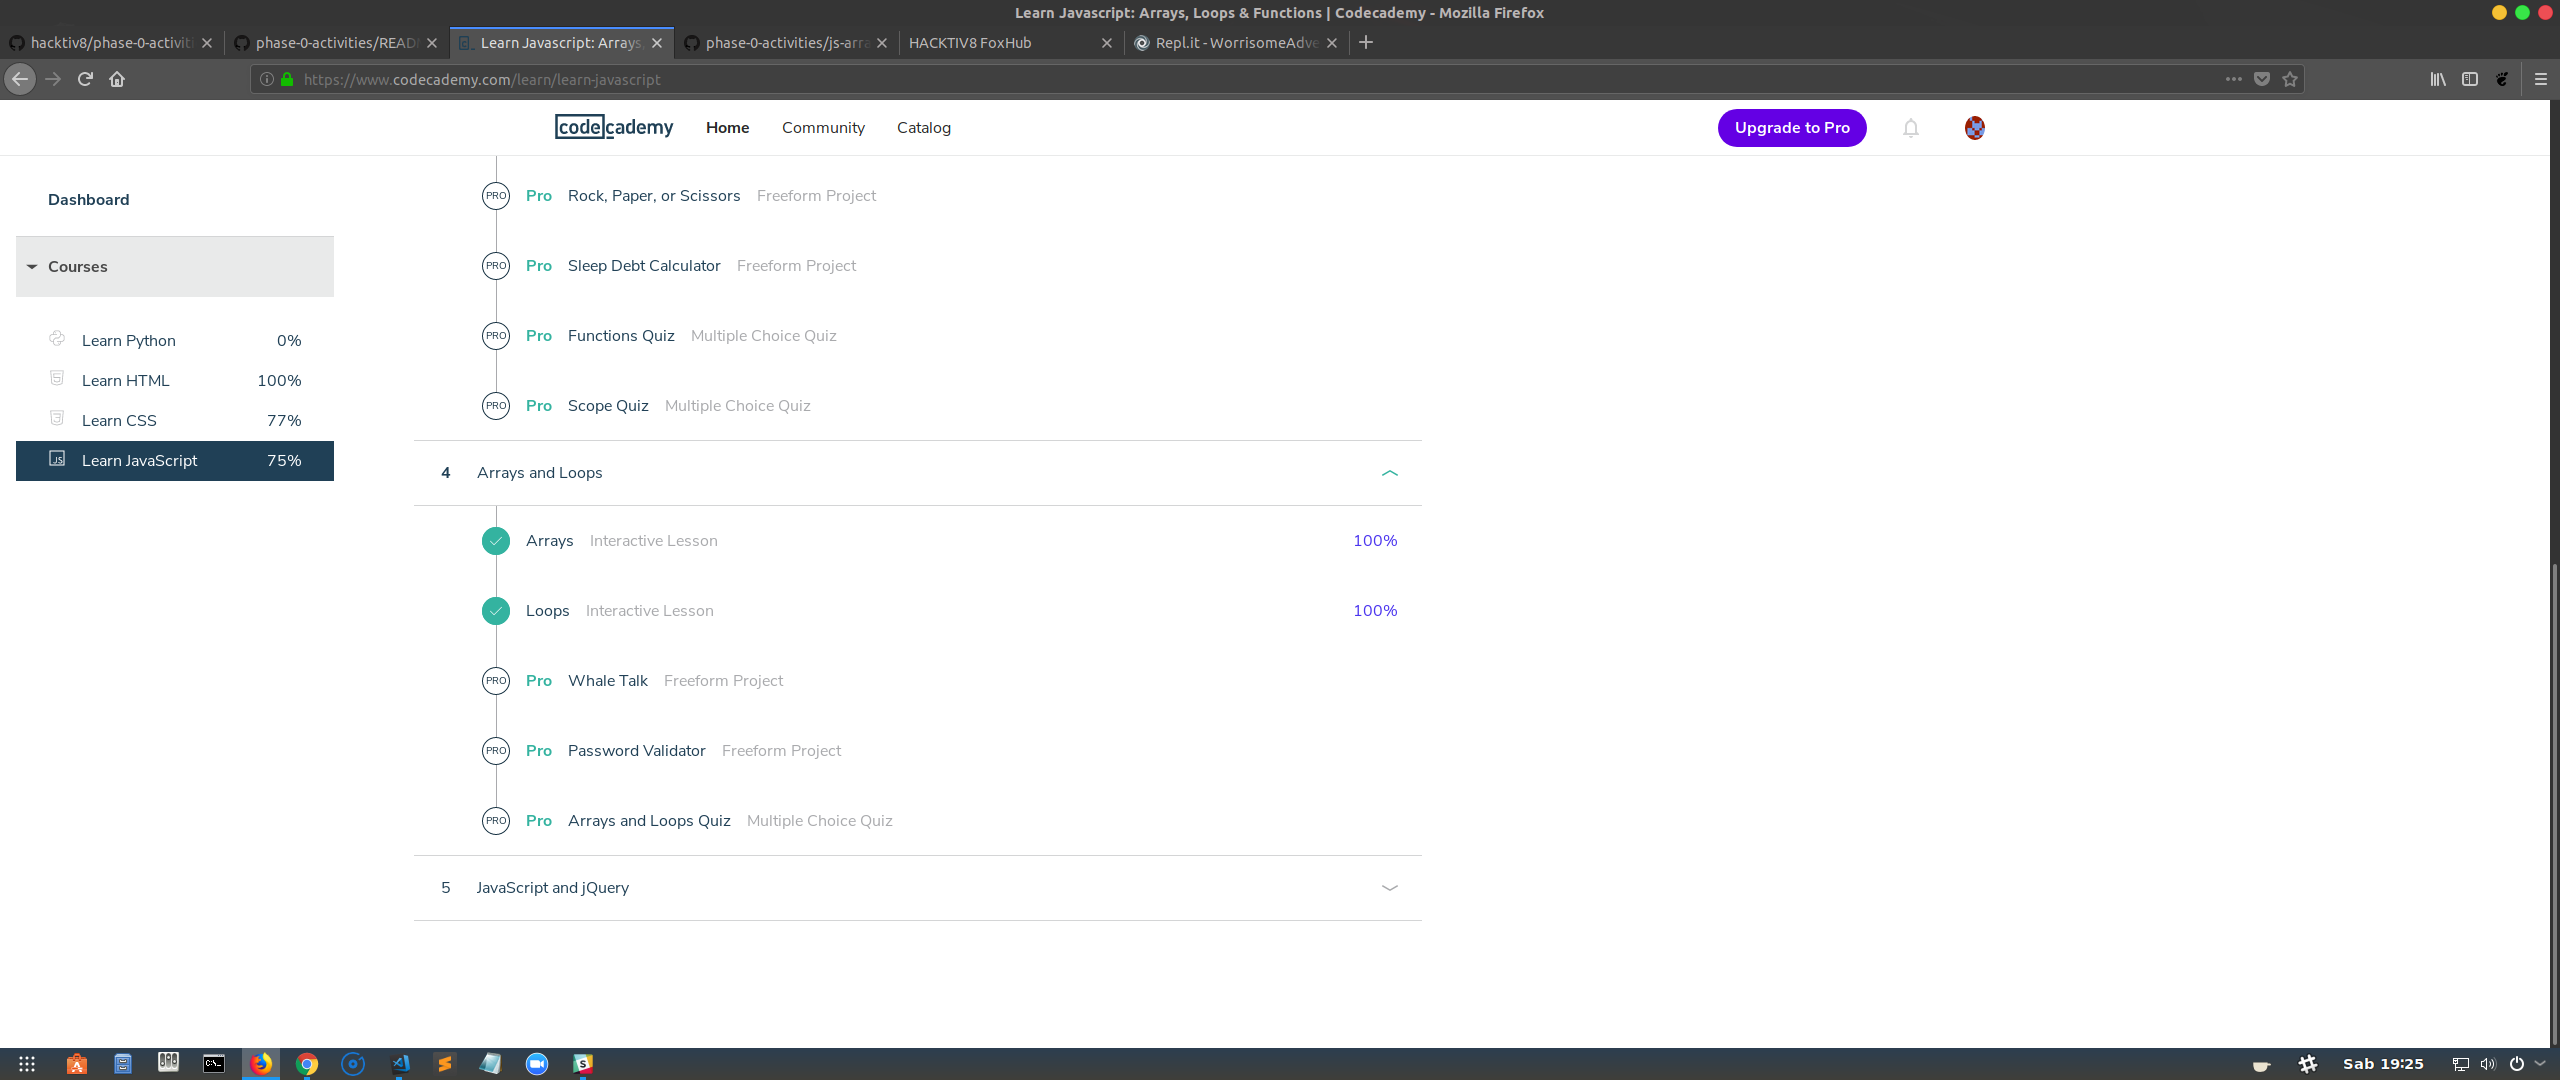 Learn Javascript: Arrays, Loops & Functions | Codecademy - Mozilla Firefox
hacktiv8/phase-0-activiti
phase-0-activities/READ
Learn Javascript: Arrays,
phase-0-activities/js-arra
HACKTIV8 FoxHub
Repl.it - WorrisomeAdve
https://www.codecademy.com/learn/learn-javascript
codecademy
Home
Community
Catalog
Upgrade to Pro
Dashboard
Courses
Learn Python 0%
Learn HTML 100%
Learn CSS 77%
JS Learn JavaScript 75%
PRO Pro Rock, Paper, or Scissors Freeform Project
PRO Pro Sleep Debt Calculator Freeform Project
PRO Pro Functions Quiz Multiple Choice Quiz
PRO Pro Scope Quiz Multiple Choice Quiz
4 Arrays and Loops
Arrays Interactive Lesson 100%
Loops Interactive Lesson 100%
PRO Pro Whale Talk Freeform Project
PRO Pro Password Validator Freeform Project
PRO Pro Arrays and Loops Quiz Multiple Choice Quiz
5 JavaScript and jQuery
Sab 19:25